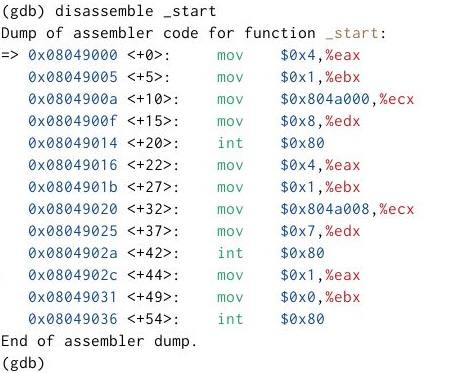 (gdb) disassemble _start
Dump of assembler code for function _start:
=> 0x08049000 <+0>: mov $0x4,%eax
0x08049005 <+5>: mov $0x1,%ebx
0x0804900a <+10>: mov $0x804a000,%ecx
0x0804900f <+15>: mov $0x8,%edx
0x08049014 <+20>: int $0x80
0x08049016 <+22>: mov $0x4,%eax
0x0804901b <+27>: mov $0x1,%ebx
0x08049020 <+32>: mov $0x804a008,%ecx
0x08049025 <+37>: mov $0x7,%edx
0x0804902a <+42>: int $0x80
0x0804902c <+44>: mov $0x1,%eax
0x08049031 <+49>: mov $0x0,%ebx
0x08049036 <+54>: int $0x80
End of assembler dump.
(gdb)